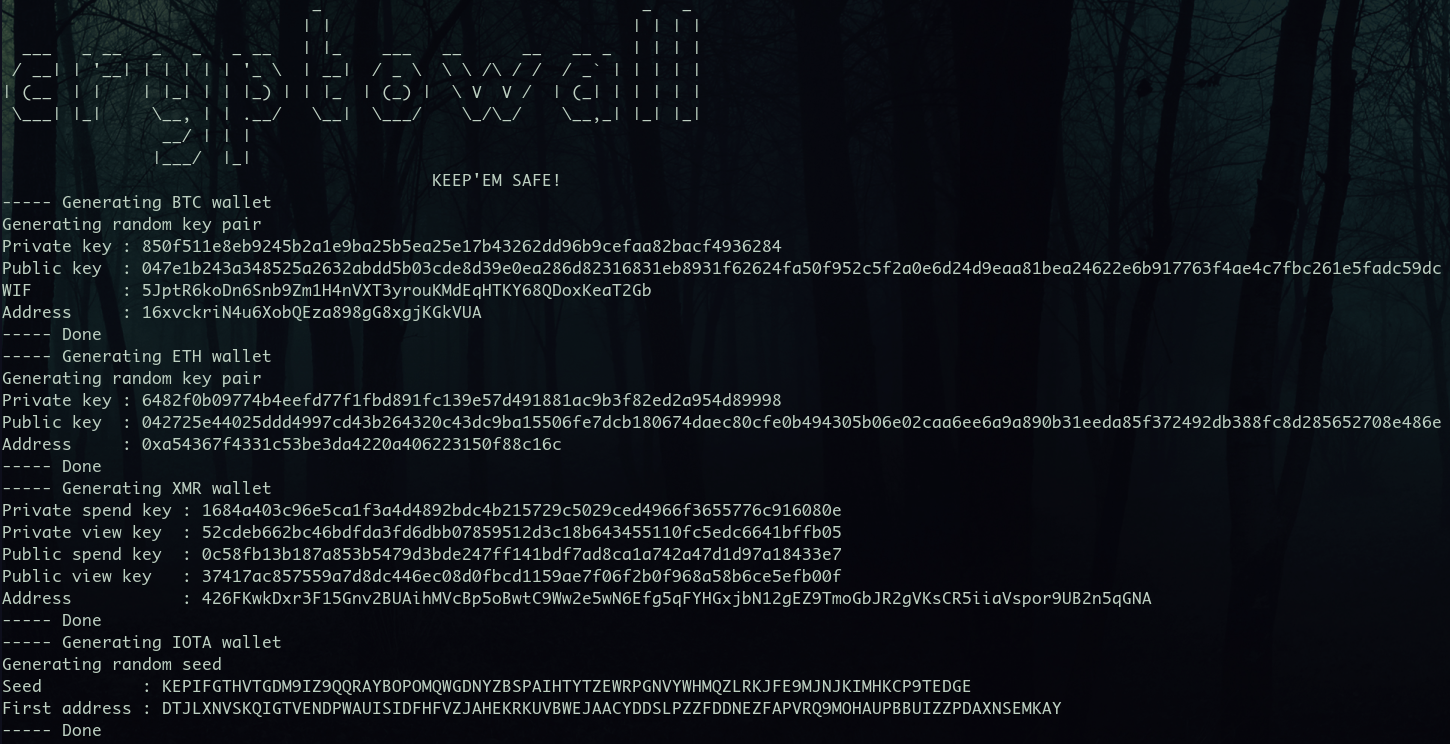 cryptowall
KEEP'EM SAFE!
----- Generating BTC wallet
Generating random key pair
Private key : 850f511e8eb9245b2a1e9ba25b5ea25e17b43262dd96b9cefaa82bacf4936284
Public key  : 047e1b243a348525a2632abdd5b03cde8d39e0ea286d82316831eb8931f62624fa50f952c5f2a0e6d24d9eaa81bea24622e6b917763f4ae4c7fbc261e5fadc59dc
WIF         : 5JptR6koDn6Snb9Zm1H4nVXT3yrouKMdEqHTKY68QDoxKeaT2Gb
Address     : 16xvckriN4u6XobQEza898gG8xgjKGkVUA
----- Done
----- Generating ETH wallet
Generating random key pair
Private key : 6482f0b09774b4eefd77f1fbd891fc139e57d491881ac9b3f82ed2a954d89998
Public key  : 042725e44025ddd4997cd43b264320c43dc9ba15506fe7dcb180674daec80cfe0b494305b06e02caa6ee6a9a890b31eeda85f372492db388fc8d285652708e486e
Address     : 0xa54367f4331c53be3da4220a406223150f88c16c
----- Done
----- Generating XMR wallet
Private spend key : 1684a403c96e5ca1f3a4d4892bdc4b215729c5029ced4966f3655776c916080e
Private view key  : 52cdeb662bc46bdfda3fd6dbb07859512d3c18b643455110fc5edc6641bffb05
Public spend key  : 0c58fb13b187a853b5479d3bde247ff141bdf7ad8ca1a742a47d1d97a18433e7
Public view key   : 37417ac857559a7d8dc446ec08d0fbcd1159ae7f06f2b0f968a58b6ce5efb00f
Address           : 426FKwkDxr3F15Gnv2BUAihMVcBp5oBwtC9Ww2e5wN6Efg5qFYHGxjbN12gEZ9TmoGbJR2gVKsCR5iiaVspor9UB2n5qGNA
----- Done
----- Generating IOTA wallet
Generating random seed
Seed          : KEPIFGTHVTGDM9IZ9QQRAYBOPOMQWGDNYZBSPAIHTYTZEWRPGNVYWHMQZLRKJFE9MJNJKIMHKCP9TEDGE
First address : DTJLXNVSKQIGTVENDPWAUISIDFHFVZJAHEKRKUVBWEJAACYDDSLPZZFDDNEZFAPVRQ9MOHAUPBBUIZZPDAXNSEMKAY
----- Done